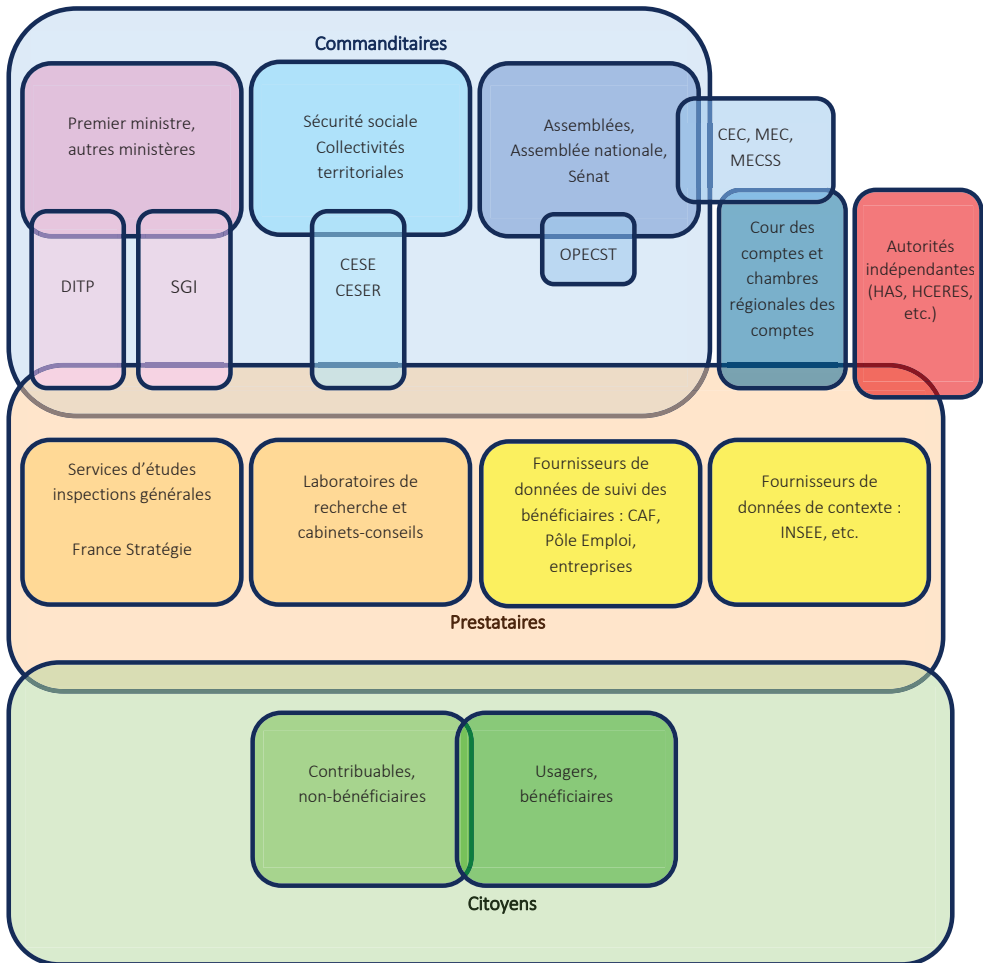 Commanditaires
Premier ministre,
autres ministères
Sécurité sociale
Collectivités
territoriales
Assemblées,
Assemblée nationale,
Sénat
CEC, MEC,
MECSS
DITP
SGI
CESE
CESER
OPECST
Cour des
comptes et
chambres
régionales des
comptes
Autorités
indépendantes
(HAS, HCERES,
etc.)
Services d’études
inspections générales
France Stratégie
Laboratoires de
recherche et
cabinets-conseils
Fournisseurs de
données de suivi des
bénéficiaires : CAF,
Pôle Emploi,
entreprises
Fournisseurs de
données de contexte :
INSEE, etc.
Prestataires
Contribuables,
non-bénéficiaires
Usagers,
bénéficiaires
Citoyens